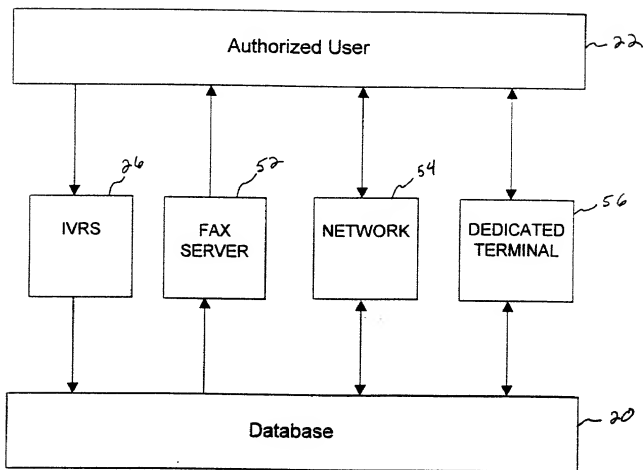 Authorized User
22
26
52
54
56
IVRS
FAX
SERVER
NETWORK
DEDICATED
TERMINAL
Database
20